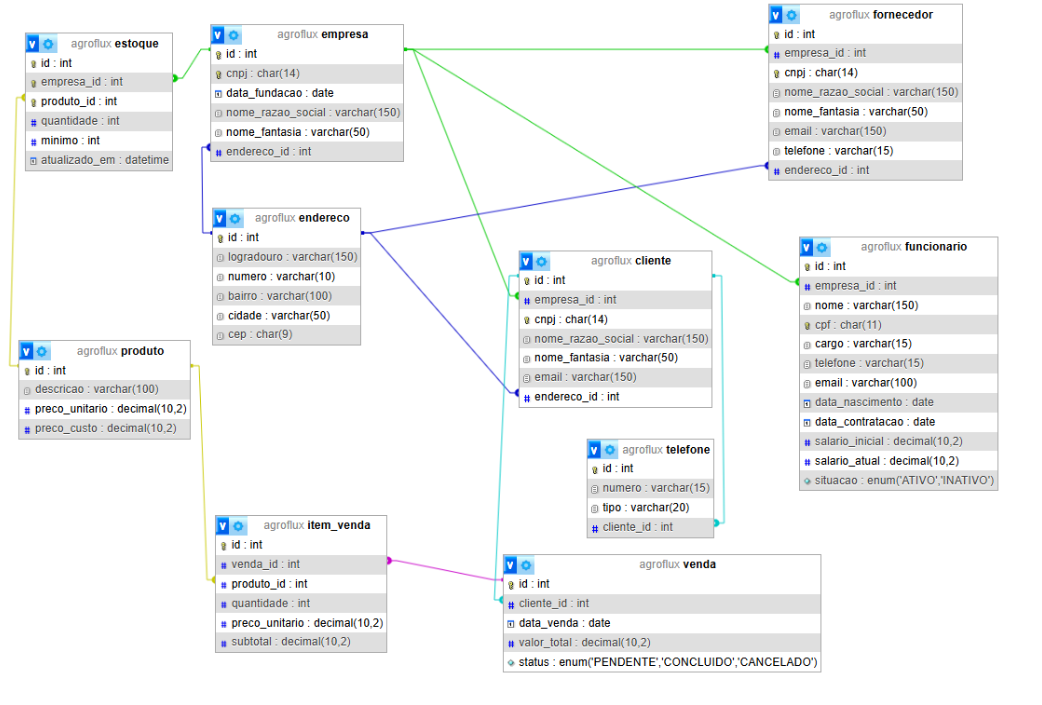 agroflux estoque
id : int
empresa_id : int
produto_id : int
quantidade : int
minimo : int
atualizado_em : datetime
agroflux empresa
id : int
cnpj : char(14)
data_fundacao : date
nome_razao_social : varchar(150)
nome_fantasia : varchar(50)
endereco_id : int
agroflux fornecedor
id : int
empresa_id : int
cnpj : char(14)
nome_razao_social : varchar(150)
nome_fantasia : varchar(50)
email : varchar(150)
telefone : varchar(15)
endereco_id : int
agroflux endereco
id : int
logradouro : varchar(150)
numero : varchar(10)
bairro : varchar(100)
cidade : varchar(50)
cep : char(9)
agroflux cliente
id : int
empresa_id : int
cnpj : char(14)
nome_razao_social : varchar(150)
nome_fantasia : varchar(50)
email : varchar(150)
endereco_id : int
agroflux funcionario
id : int
empresa_id : int
nome : varchar(150)
cpf : char(11)
cargo : varchar(15)
telefone : varchar(15)
email : varchar(100)
data_nascimento : date
data_contratacao : date
salario_inicial : decimal(10,2)
salario_atual : decimal(10,2)
situacao : enum('ATIVO','INATIVO')
agroflux produto
id : int
descricao : varchar(100)
preco_unitario : decimal(10,2)
preco_custo : decimal(10,2)
agroflux telefone
id : int
numero : varchar(15)
tipo : varchar(20)
cliente_id : int
agroflux item_venda
id : int
venda_id : int
produto_id : int
quantidade : int
preco_unitario : decimal(10,2)
subtotal : decimal(10,2)
agroflux venda
id : int
cliente_id : int
data_venda : date
valor_total : decimal(10,2)
status : enum('PENDENTE','CONCLUIDO','CANCELADO')